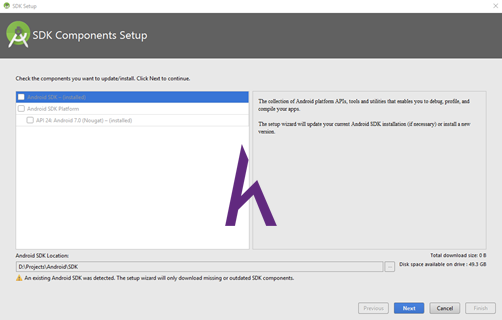 SDK Setup
SDK Components Setup
Check the components you want to update/install. Click Next to continue.
Android SDK – (installed)
Android SDK Platform
API 24: Android 7.0 (Nougat) – (installed)
The collection of Android platform APIs, tools and utilities that enables you to debug, profile, and
compile your apps.
The setup wizard will update your current Android SDK installation (if necessary) or install a new
version.
Android SDK Location:
Total download size: 0 B
D:\Projects\Android\SDK
...
Disk space available on drive : 49.3 GB
An existing Android SDK was detected. The setup wizard will only download missing or outdated SDK components.
Previous
Next
Cancel
Finish